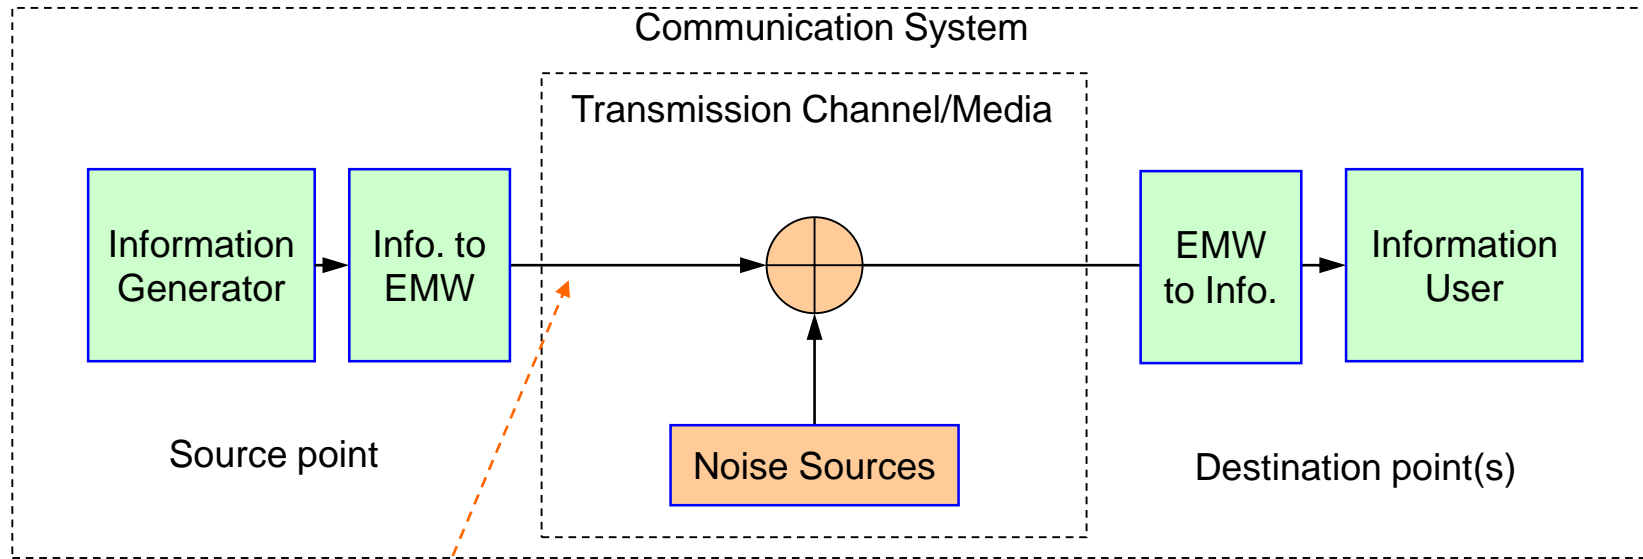 Communication System
Transmission Channel/Media
Information
Generator
Info. to
EMW
EMW
to Info.
Information
User
Source point
Noise Sources
Destination point(s)